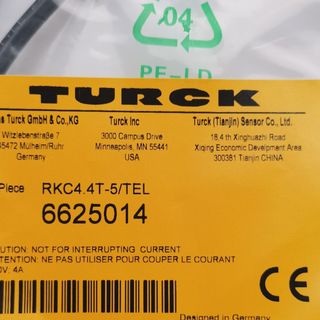 04
PE-LD
TURCK
s Turck GmbH & Co.,KG
Witzlebenstraße 7
45472 Mulheim/Ruhr
Germany
Turck Inc
3000 Campus Drive
Minneapolis, MN 55441
USA
Turck (Tianjin) Sensor Co., Ltd.
18,4 th Xinghuazhi Road
Xiqing Economic Development Area
300381 Tianjin CHINA
Piece RKC4.4T-5/TEL
6625014
UTION: NOT FOR INTERRUPTING CURRENT
TENTION: NE PAS UTILISER POUR COUPER LE COURANT
0V, 4A
CE
Designed in Germany